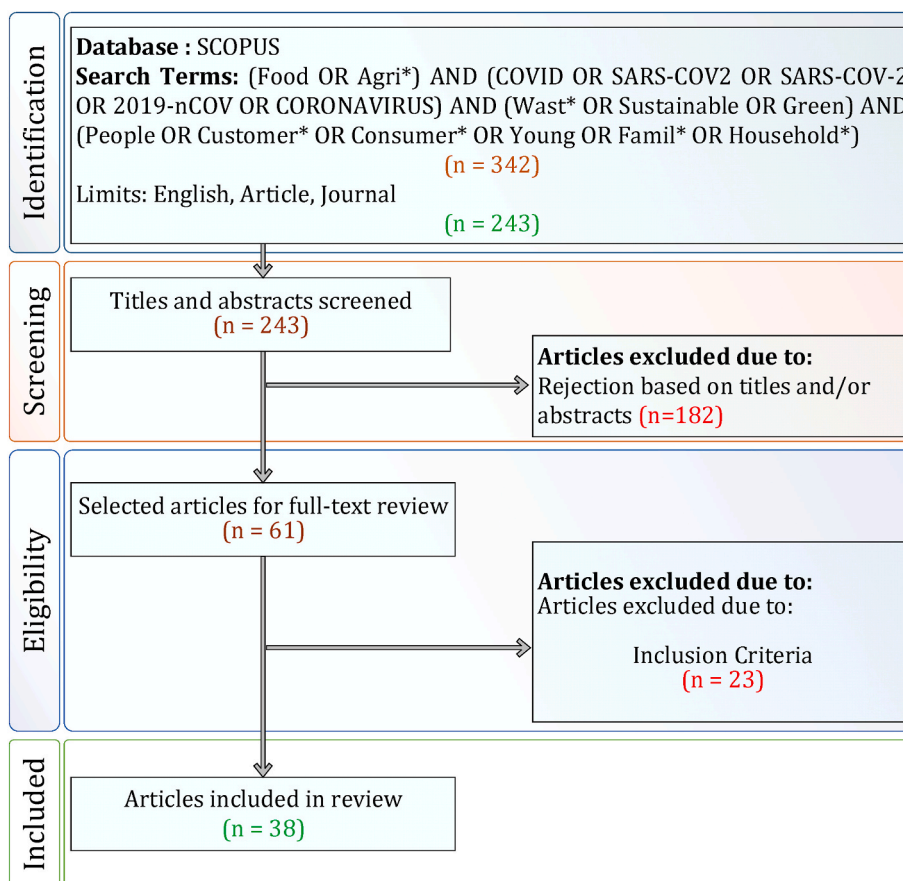 Identification
Database : SCOPUS
Search Terms: (Food OR Agri*) AND (COVID OR SARS-COV2 OR SARS-COV-2
OR 2019-nCOV OR CORONAVIRUS) AND (Wast* OR Sustainable OR Green) AND
(People OR Customer* OR Consumer* OR Young OR Famil* OR Household*)
(n = 342)
Limits: English, Article, Journal
(n = 243)
Screening
Titles and abstracts screened
(n = 243)
Articles excluded due to:
Rejection based on titles and/or
abstracts (n=182)
Eligibility
Selected articles for full-text review
(n = 61)
Articles excluded due to:
Articles excluded due to:
Inclusion Criteria
(n = 23)
Included
Articles included in review
(n = 38)